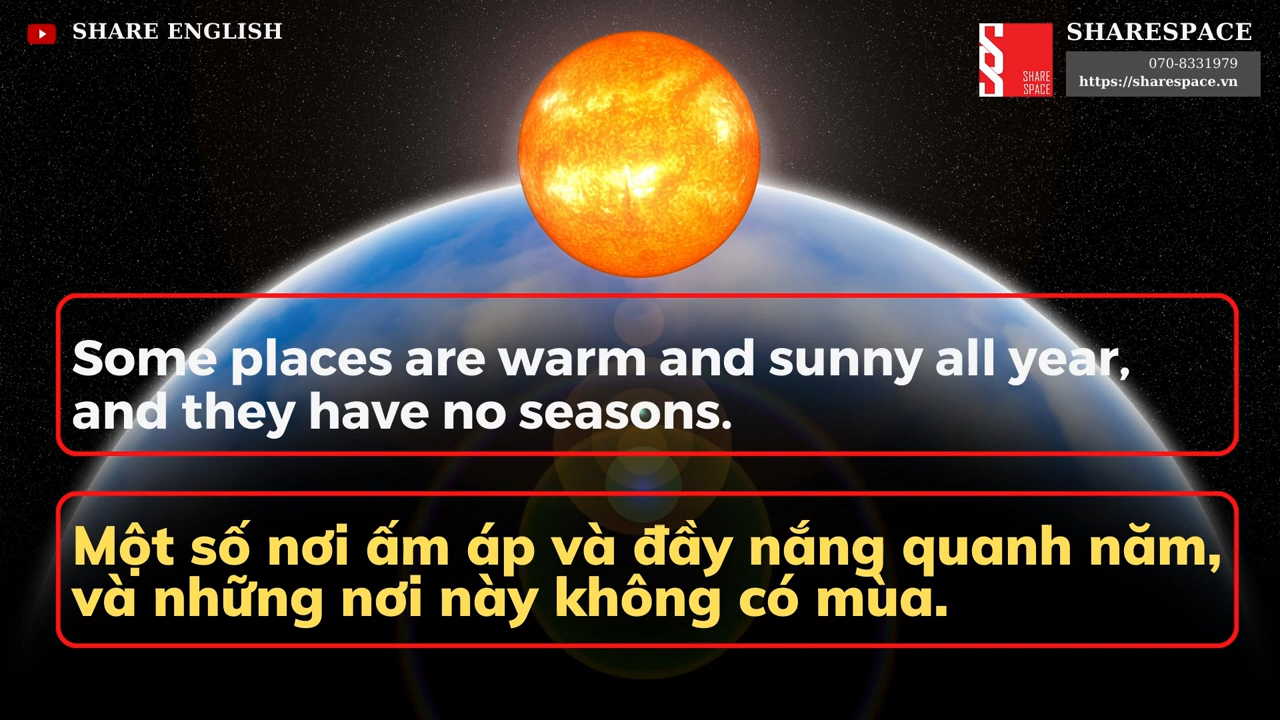 SHARE ENGLISH
SHARESPACE
070-8331979
https://sharespace.vn
SHARE
SPACE
Some places are warm and sunny all year,
and they have no seasons.
Một số nơi ấm áp và đầy nắng quanh năm,
và những nơi này không có mùa.